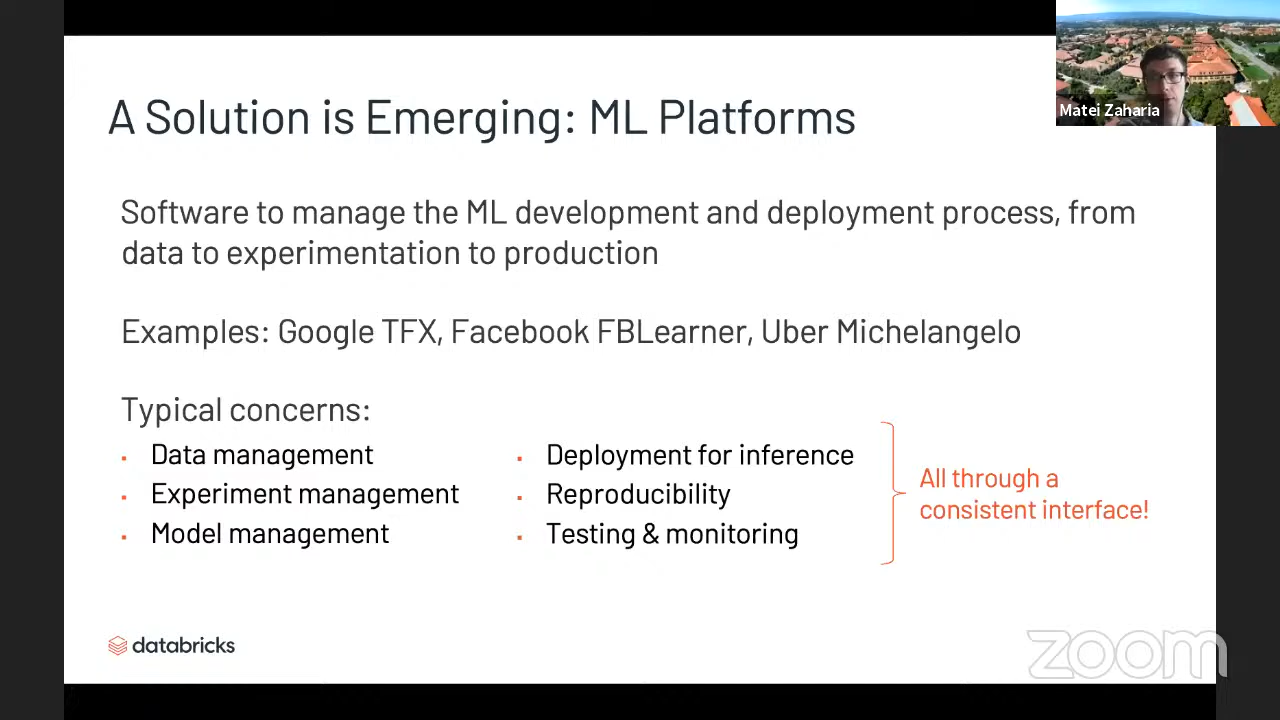 Matei Zaharia
A Solution is Emerging: ML Platforms
Software to manage the ML development and deployment process, from
data to experimentation to production
Examples: Google TFX, Facebook FBLearner, Uber Michelangelo
Typical concerns:
▪ Data management
▪ Experiment management
▪ Model management
▪ Deployment for inference
▪ Reproducibility
▪ Testing & monitoring
All through a
consistent interface!
databricks
zoom